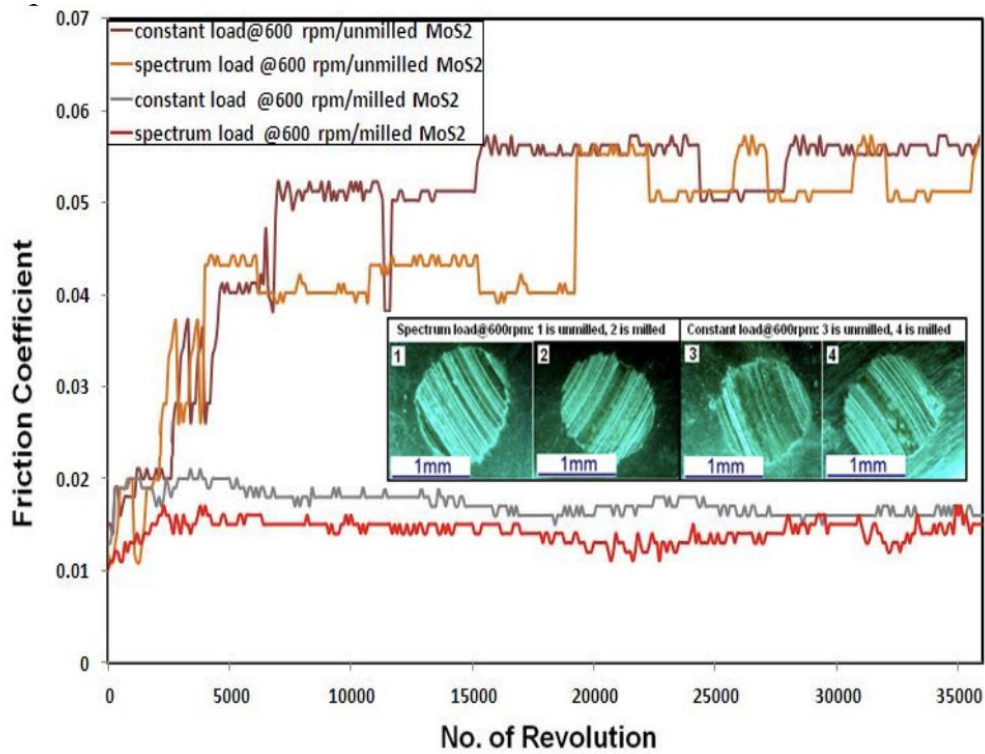 0.07
constant load@600 rpm/unmilled MoS2
spectrum load @600 rpm/unmilled MoS2
constant load @600 rpm/milled MoS2
spectrum load @600 rpm/milled MoS2
0.06
0.05
0.04
0.03
0.02
0.01
0
Friction Coefficient
Spectrum load@600rpm: 1 is unmilled, 2 is milled
Constant load@600rpm: 3 is unmilled, 4 is milled
1
2
3
4
1mm
1mm
1mm
1mm
0 5000 10000 15000 20000 25000 30000 35000
No. of Revolution